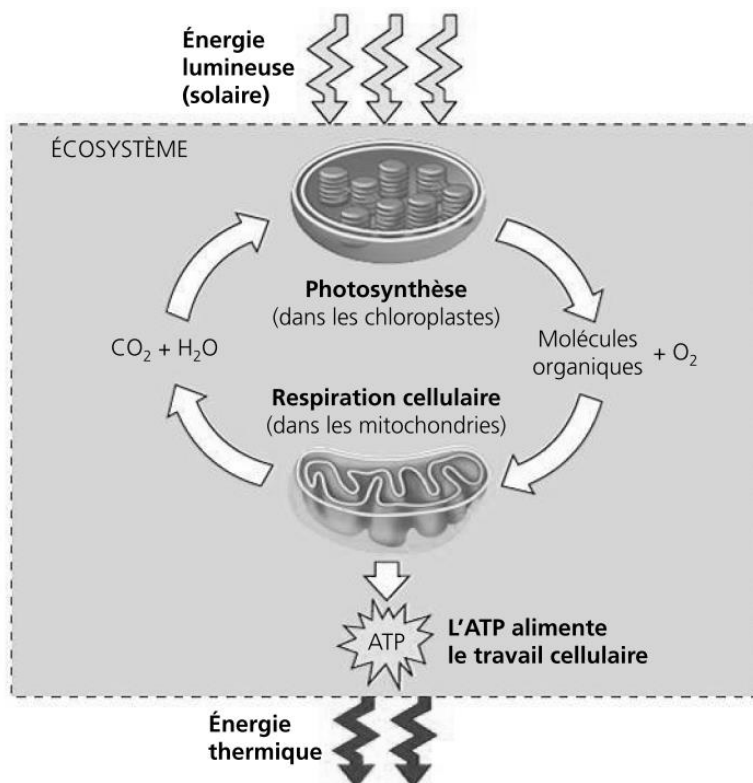 Énergie
lumineuse
(solaire)
ÉCOSYSTÈME
Photosynthèse
(dans les chloroplastes)
CO₂ + H₂O
Molécules
organiques + O₂
Respiration cellulaire
(dans les mitochondries)
ATP
L'ATP alimente
le travail cellulaire
Énergie
thermique